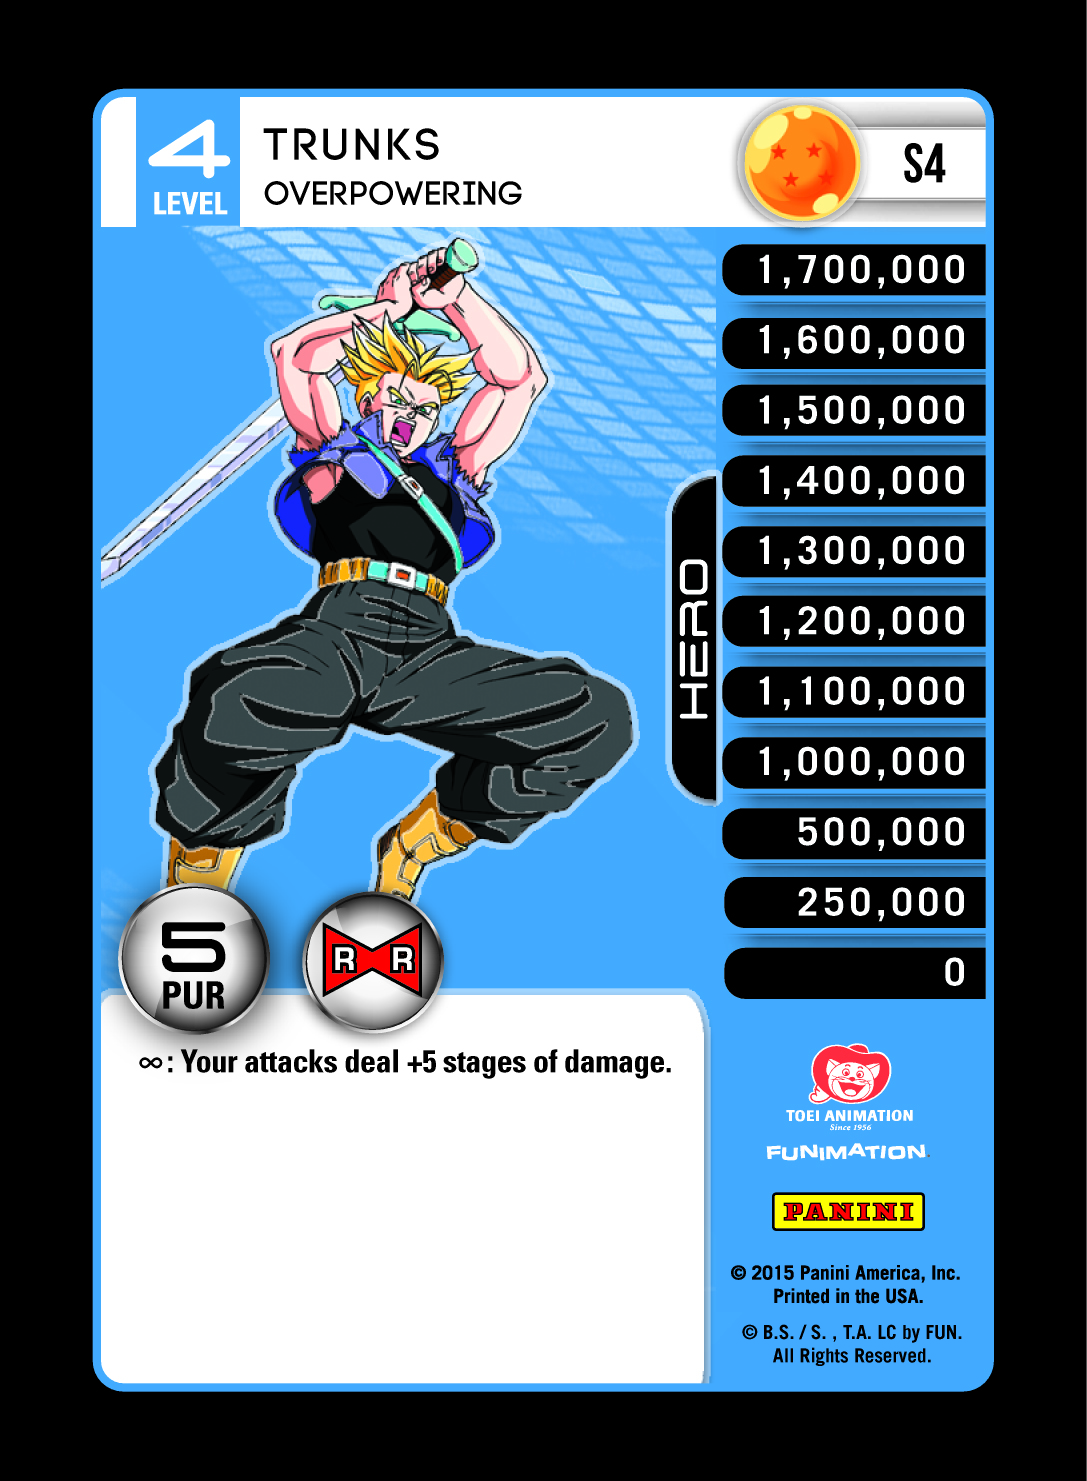 4
LEVEL
TRUNKS
OVERPOWERING
S4
1,700,000
1,600,000
1,500,000
1,400,000
1,300,000
1,200,000
1,100,000
1,000,000
500,000
250,000
0
HERO
5
PUR
R R
∞: Your attacks deal +5 stages of damage.
TOEI ANIMATION
Since 1956
FUNIMATION
PANINI
© 2015 Panini America, Inc.
Printed in the USA.
© B.S. / S. , T.A. LC by FUN.
All Rights Reserved.